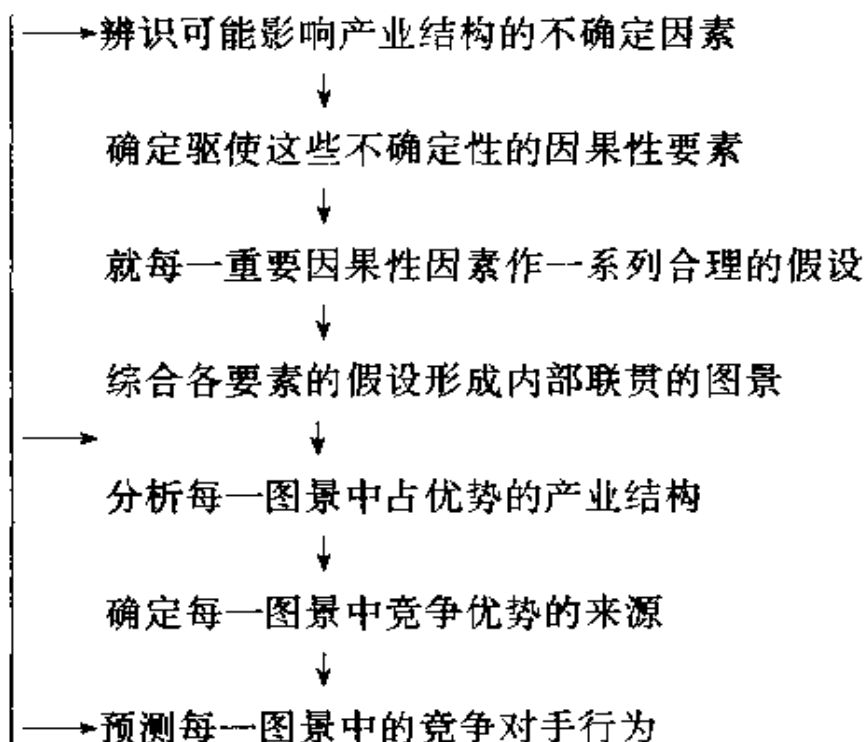 辨识可能影响产业结构的不确定因素
确定驱使这些不确定性的因果性要素
就每一重要因果性因素作一系列合理的假设
综合各要素的假设形成内部联贯的图景
分析每一图景中占优势的产业结构
确定每一图景中竞争优势的来源
预测每一图景中的竞争对手行为